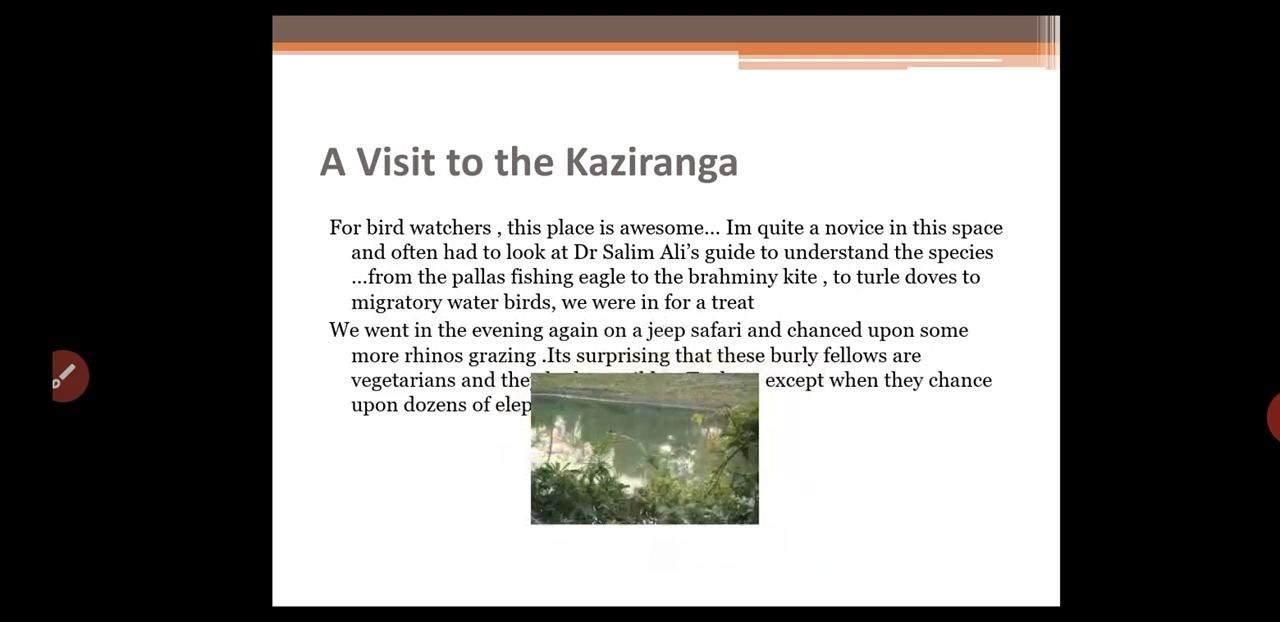 A Visit to the Kaziranga
For bird watchers , this place is awesome... Im quite a novice in this space
and often had to look at Dr Salim Ali’s guide to understand the species
...from the pallas fishing eagle to the brahminy kite , to turle doves to
migratory water birds, we were in for a treat
We went in the evening again on a jeep safari and chanced upon some
more rhinos grazing .Its surprising that these burly fellows are
vegetarians and except when they chance
upon dozens of